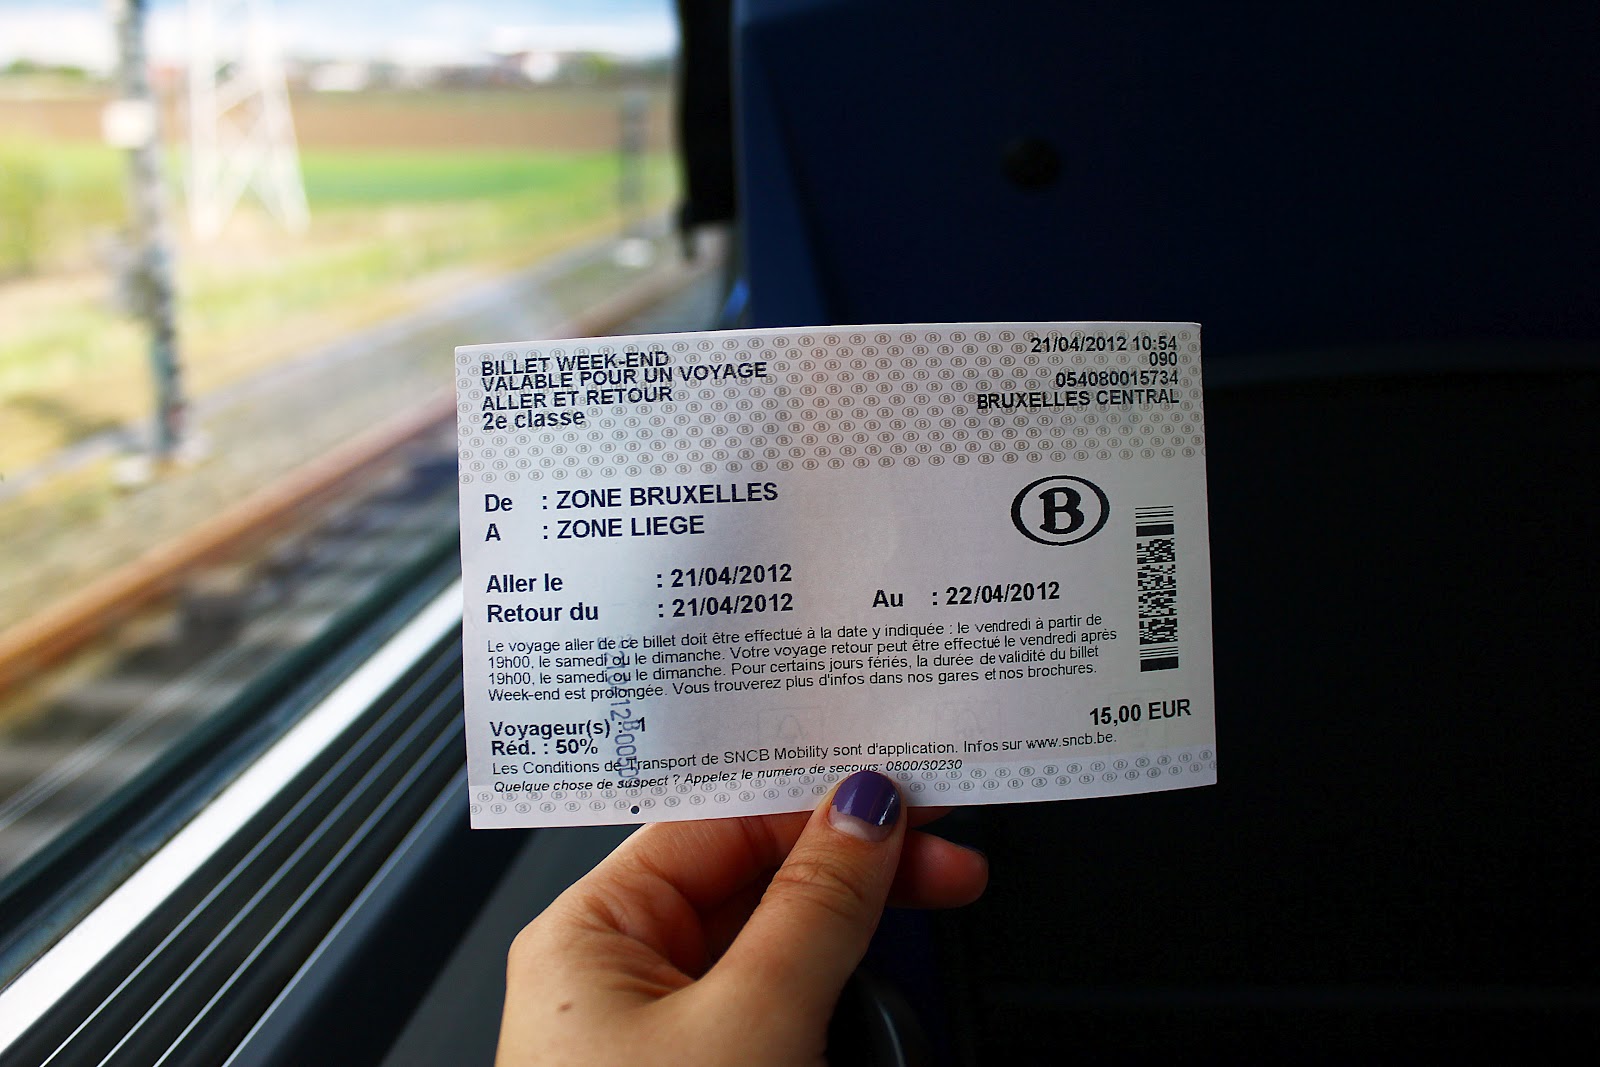 BILLET WEEK-END
VALABLE POUR UN VOYAGE
ALLER ET RETOUR
2e classe
21/04/2012 10:54
090
054080015734
BRUXELLES CENTRAL
De : ZONE BRUXELLES
A : ZONE LIEGE
B
Aller le : 21/04/2012
Retour du : 21/04/2012 Au : 22/04/2012
Le voyage aller de ce billet doit être effectué à la date y indiquée : le vendredi à partir de
19h00, le samedi ou le dimanche. Votre voyage retour peut être effectué le vendredi après
19h00, le samedi ou le dimanche. Pour certains jours fériés, la durée de validité du billet
Week-end est prolongée. Vous trouverez plus d'infos dans nos gares et nos brochures.
Voyageur(s) : 1
Réd. : 50%
15,00 EUR
Les Conditions de Transport de SNCB Mobility sont d'application. Infos sur www.sncb.be.
Quelque chose de suspect ? Appelez le numéro de secours: 0800/30230